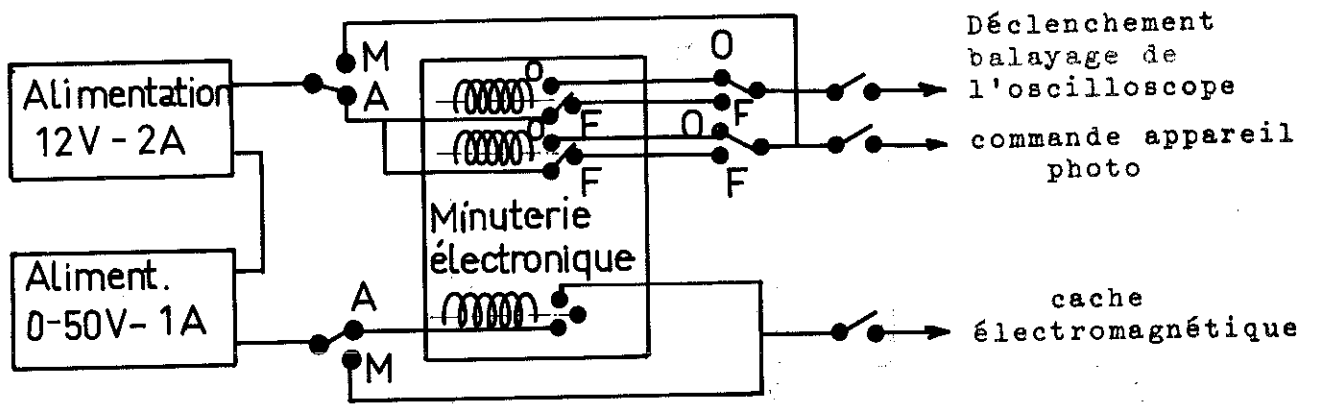 Déclenchement
balayage de
l'oscilloscope
M
O
Alimentation
12V - 2A
A
O
F
F
O
O
commande appareil
photo
F
F
Minuterie
électronique
Aliment.
0-50V- 1A
A
cache
électromagnétique
M